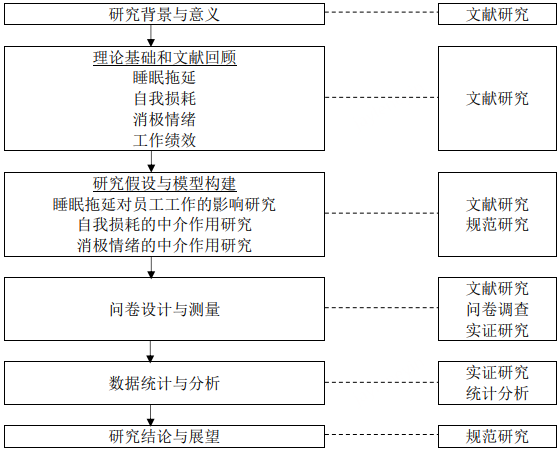 研究背景与意义
文献研究
理论基础和文献回顾
睡眠拖延
自我损耗
消极情绪
工作绩效
文献研究
研究假设与模型构建
睡眠拖延对员工工作的影响研究
自我损耗的中介作用研究
消极情绪的中介作用研究
文献研究
规范研究
问卷设计与测量
文献研究
问卷调查
实证研究
数据统计与分析
实证研究
统计分析
研究结论与展望
规范研究